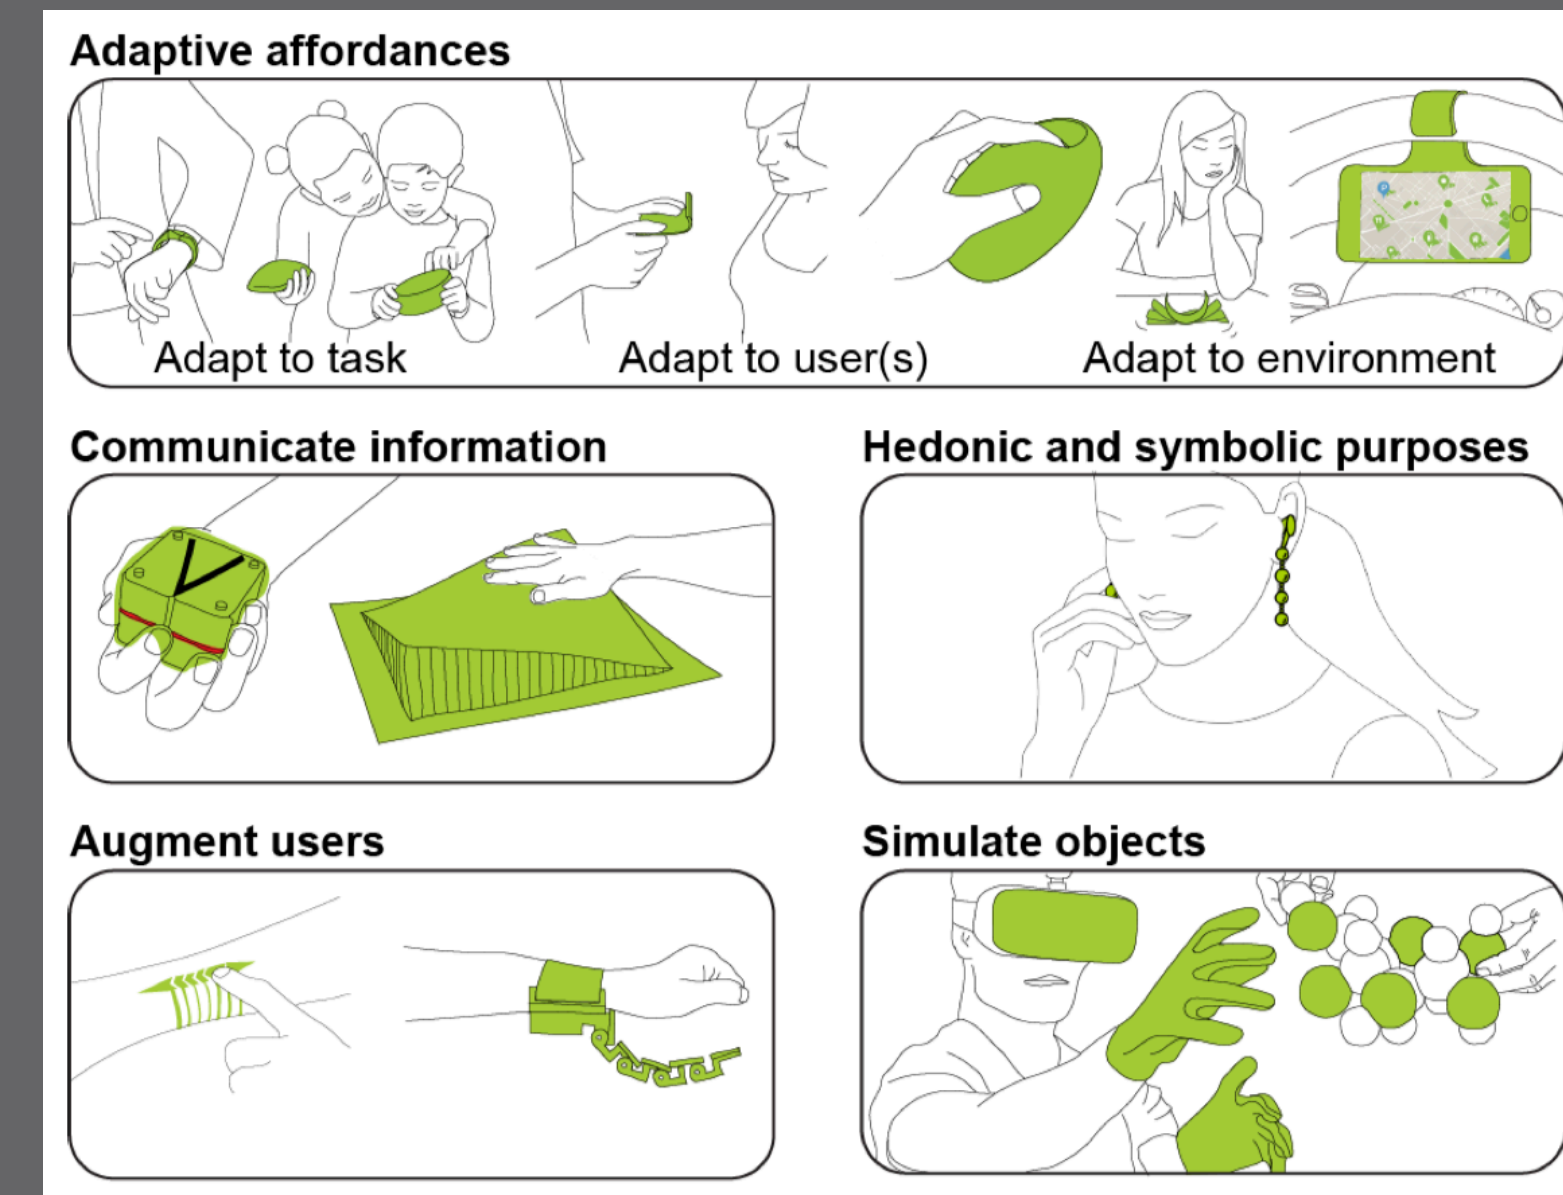 Adaptive affordances
Adapt to task
Adapt to user(s)
Adapt to environment
Communicate information
Hedonic and symbolic purposes
Augment users
Simulate objects